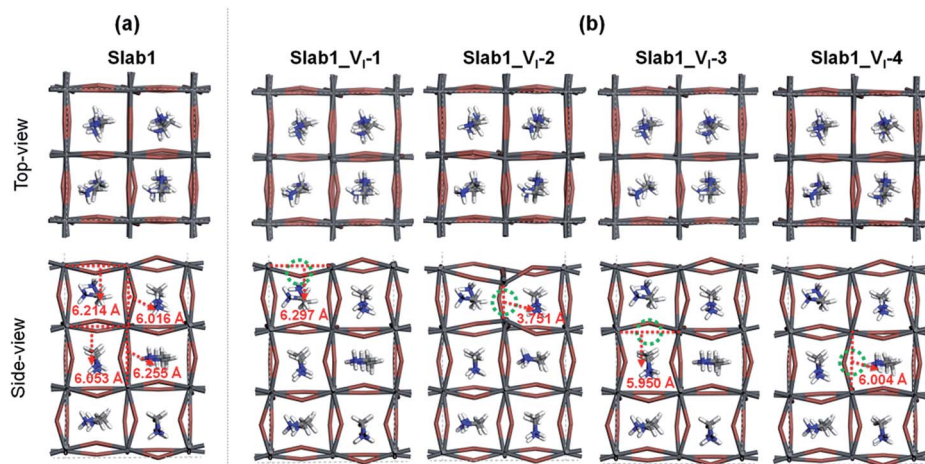 (a)
(b)
Slab1
Slab1_VI-1
Slab1_VI-2
Slab1_VI-3
Slab1_VI-4
Top-view
Side-view
6.214 Å
6.016 Å
6.053 Å
6.255 Å
6.297 Å
3.751 Å
5.950 Å
6.004 Å